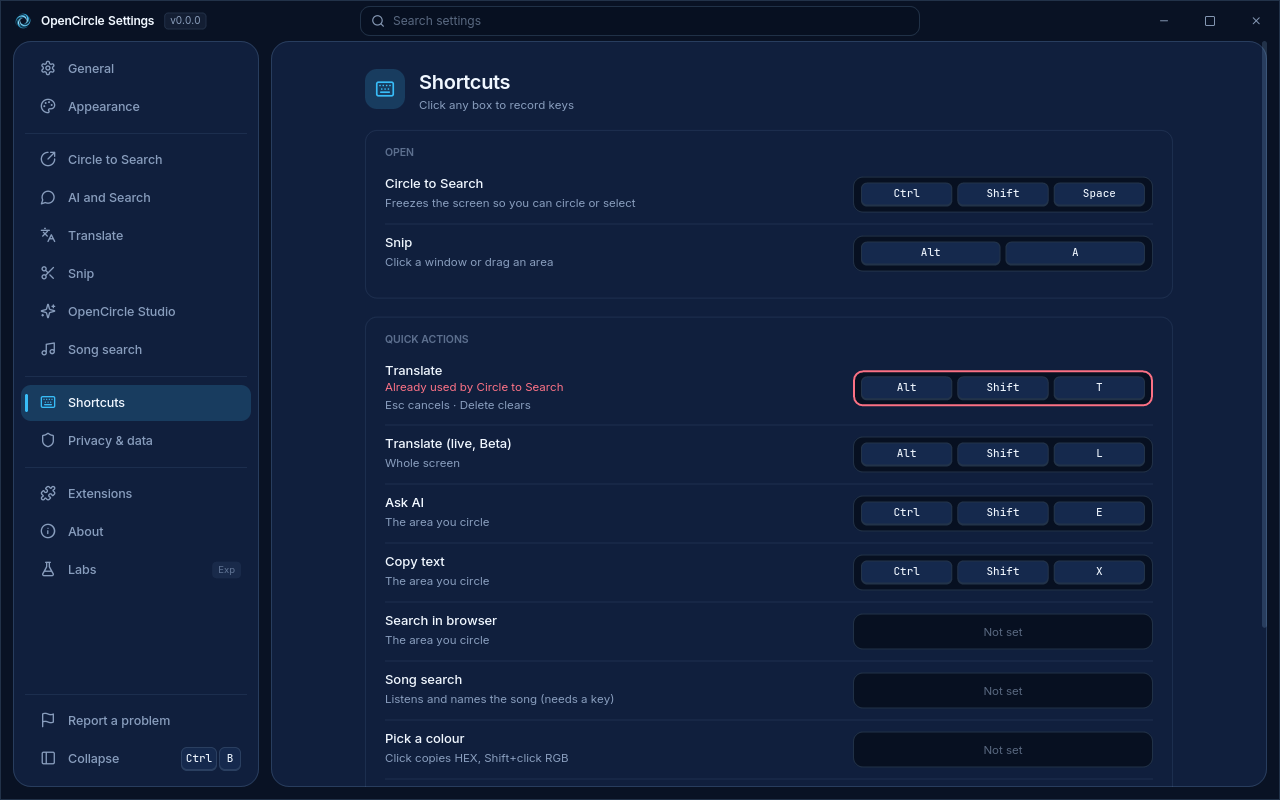 OpenCircle Settings v0.0.0
Search settings
General
Appearance
Circle to Search
AI and Search
Translate
Snip
OpenCircle Studio
Song search
Shortcuts
Privacy & data
Extensions
About
Labs Exp
Report a problem
Collapse Ctrl B
Shortcuts
Click any box to record keys
OPEN
Circle to Search
Freezes the screen so you can circle or select
Ctrl Shift Space
Snip
Click a window or drag an area
Alt A
QUICK ACTIONS
Translate
Already used by Circle to Search
Esc cancels · Delete clears
Alt Shift T
Translate (live, Beta)
Whole screen
Alt Shift L
Ask AI
The area you circle
Ctrl Shift E
Copy text
The area you circle
Ctrl Shift X
Search in browser
The area you circle
Not set
Song search
Listens and names the song (needs a key)
Not set
Pick a colour
Click copies HEX, Shift+click RGB
Not set